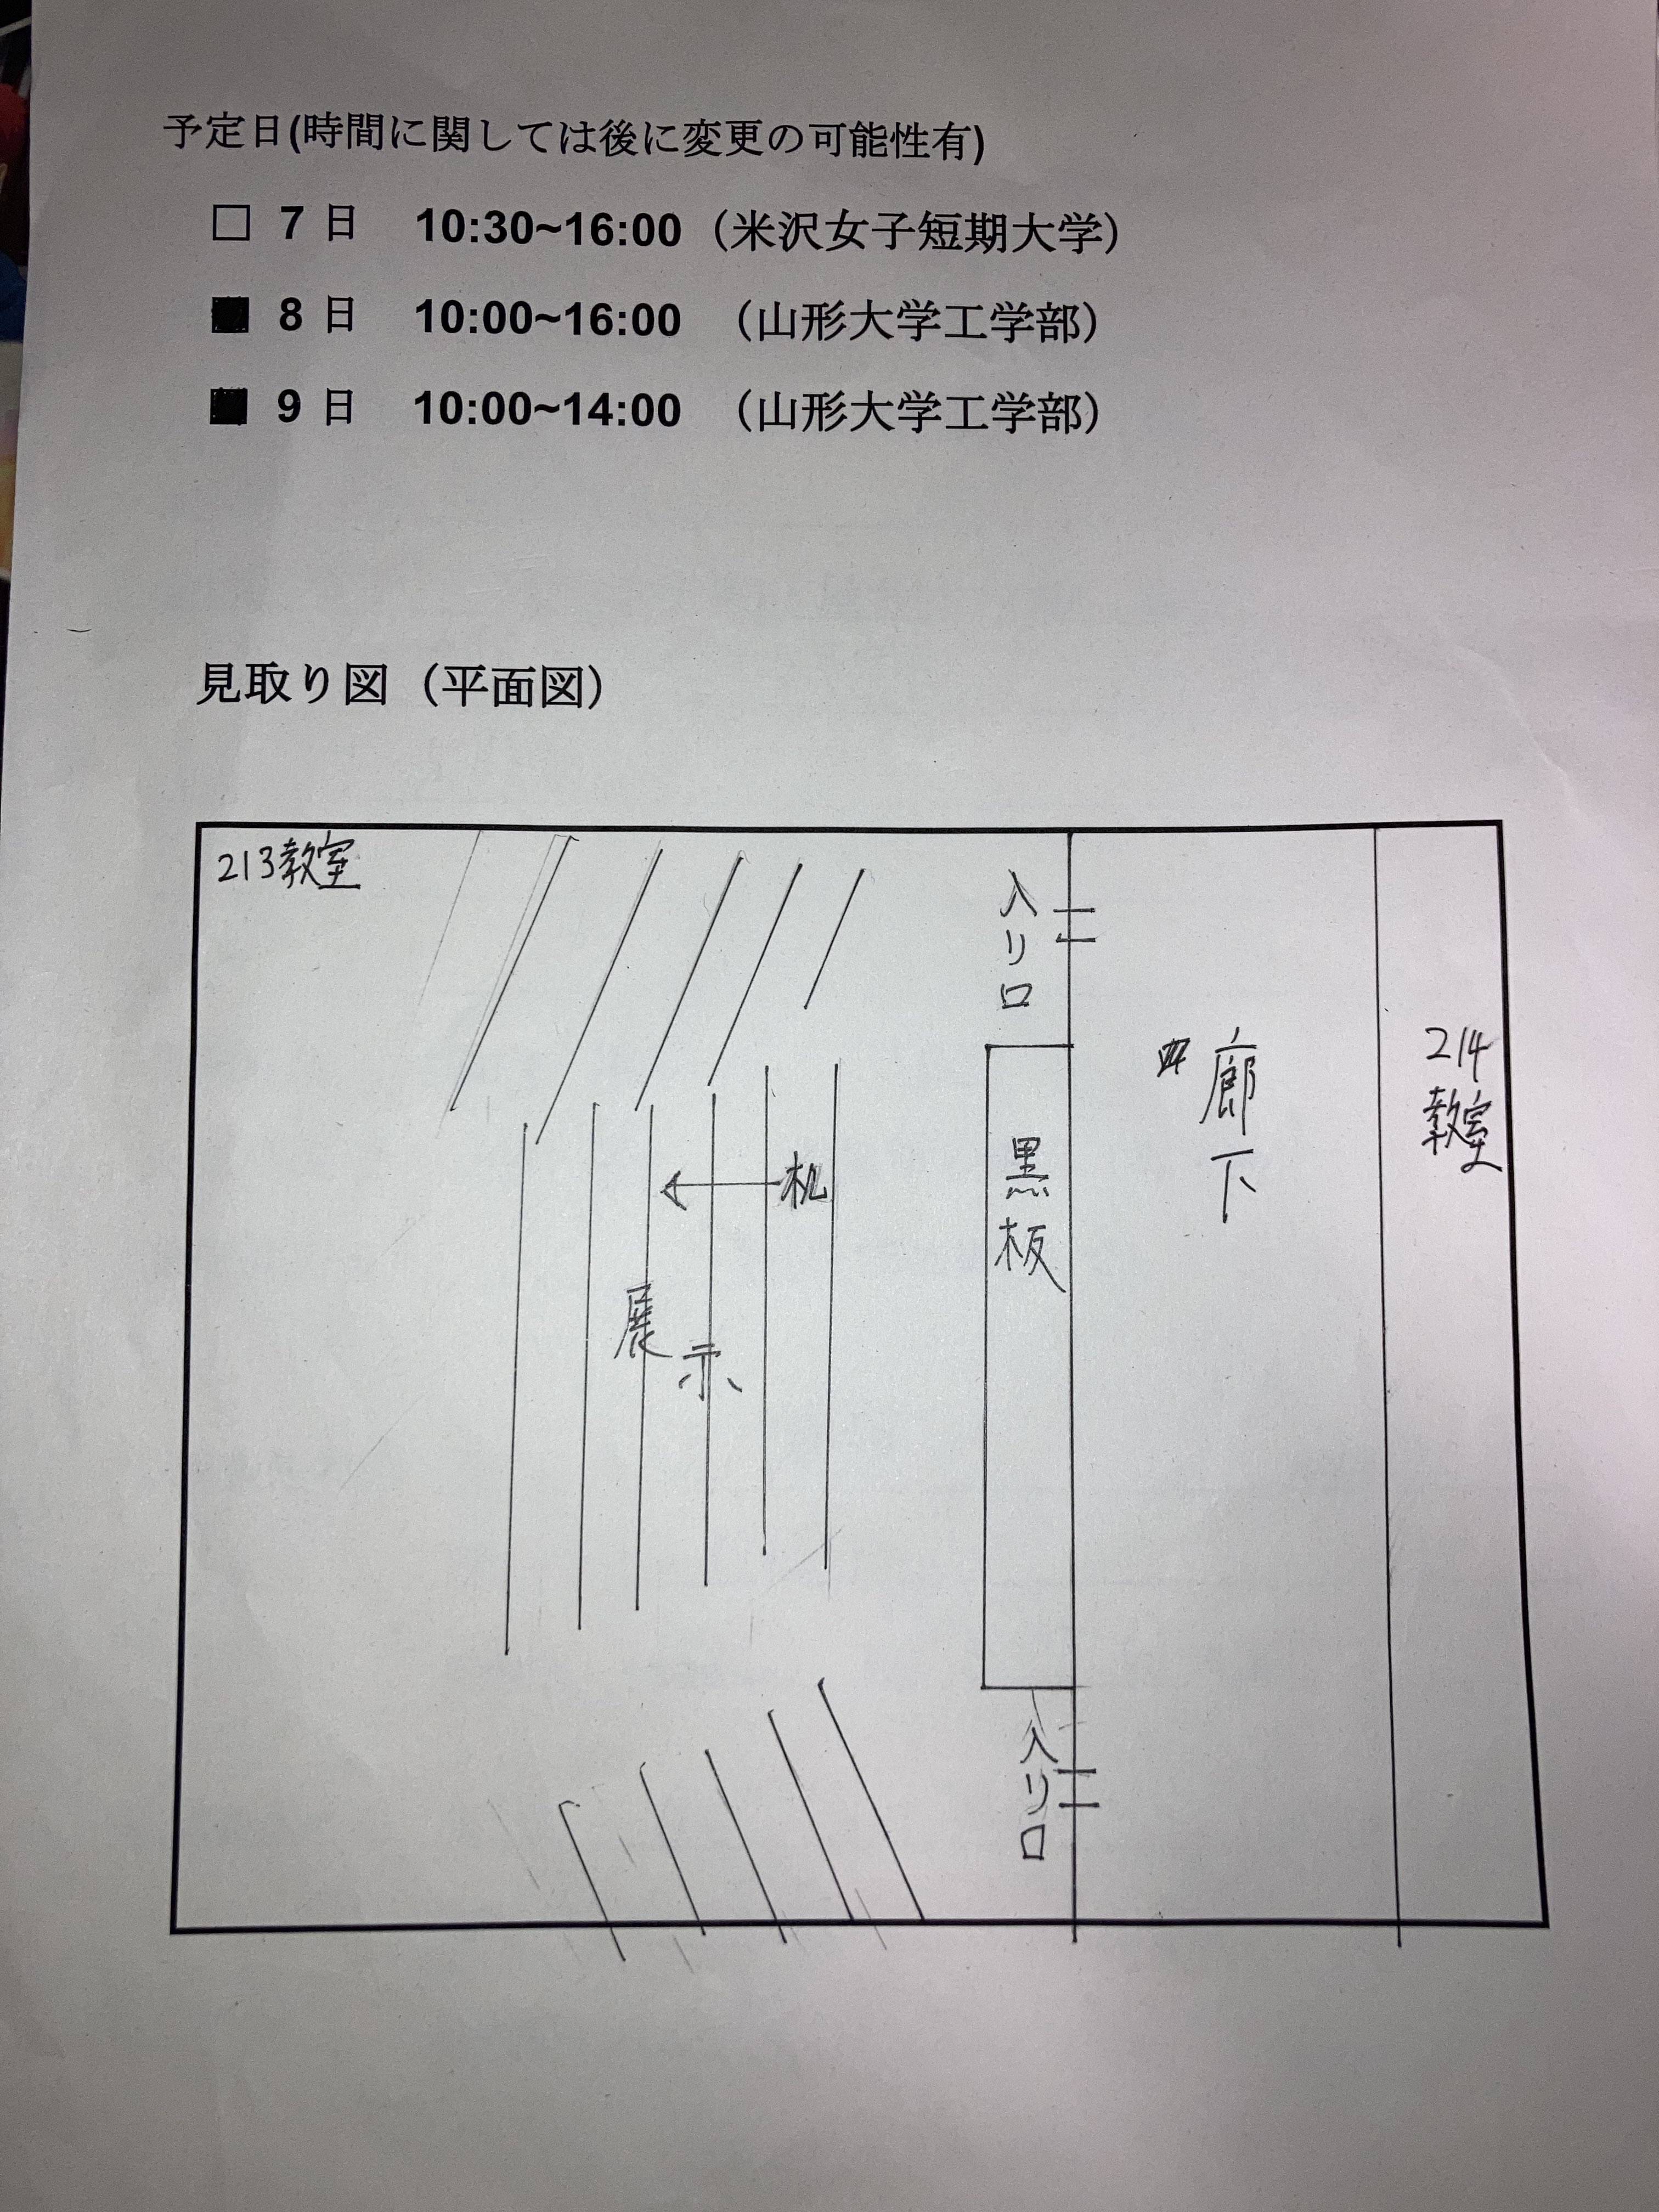 予定日(時間に関しては後に変更の可能性有)
□ 7 日 10:30~16:00（米沢女子短期大学）
■ 8 日 10:00~16:00 （山形大学工学部）
■ 9 日 10:00~14:00 （山形大学工学部）
見取り図（平面図）
213教室
入り口
廊下
214教室
机
黒板
展示
入り口